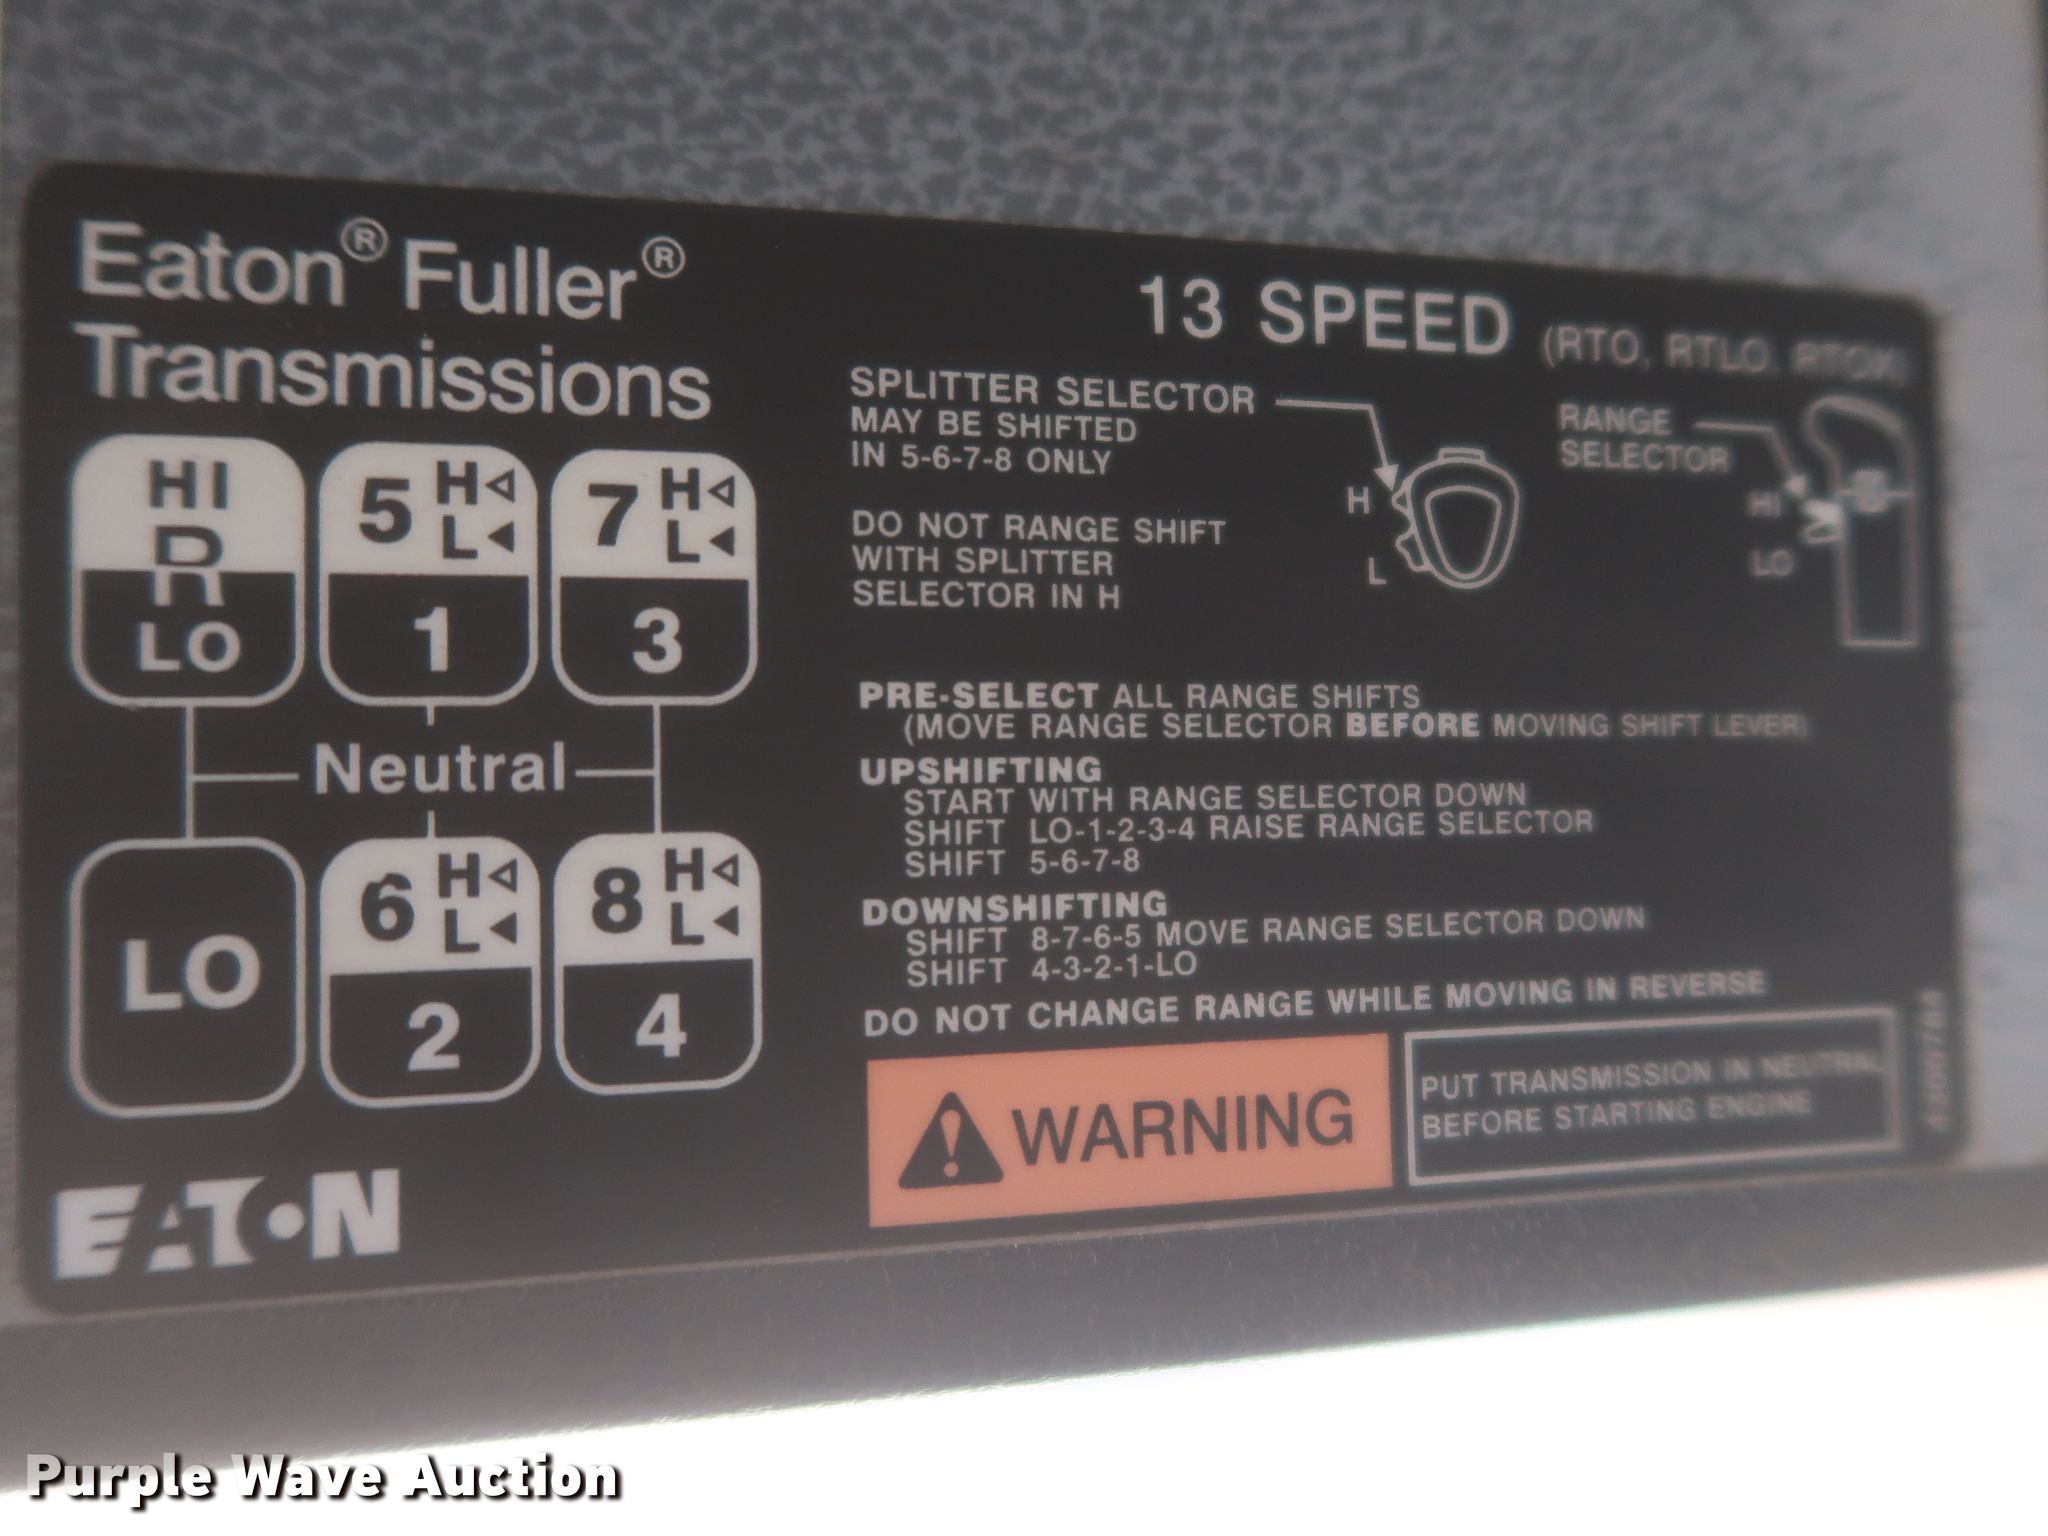 Eaton® Fuller®
Transmissions
13 SPEED (RTO, RTLO, RTOX)
HI
R
LO
5 H
L
1
7 H
L
3
Neutral
LO
6 H
L
2
8 H
L
4
EATON
SPLITTER SELECTOR
MAY BE SHIFTED
IN 5-6-7-8 ONLY
DO NOT RANGE SHIFT
WITH SPLITTER
SELECTOR IN H
H
L
RANGE
SELECTOR
HI
LO
PRE-SELECT ALL RANGE SHIFTS
(MOVE RANGE SELECTOR BEFORE MOVING SHIFT LEVER)
UPSHIFTING
START WITH RANGE SELECTOR DOWN
SHIFT LO-1-2-3-4 RAISE RANGE SELECTOR
SHIFT 5-6-7-8
DOWNSHIFTING
SHIFT 8-7-6-5 MOVE RANGE SELECTOR DOWN
SHIFT 4-3-2-1-LO
DO NOT CHANGE RANGE WHILE MOVING IN REVERSE
WARNING
PUT TRANSMISSION IN NEUTRAL
BEFORE STARTING ENGINE
Purple Wave Auction